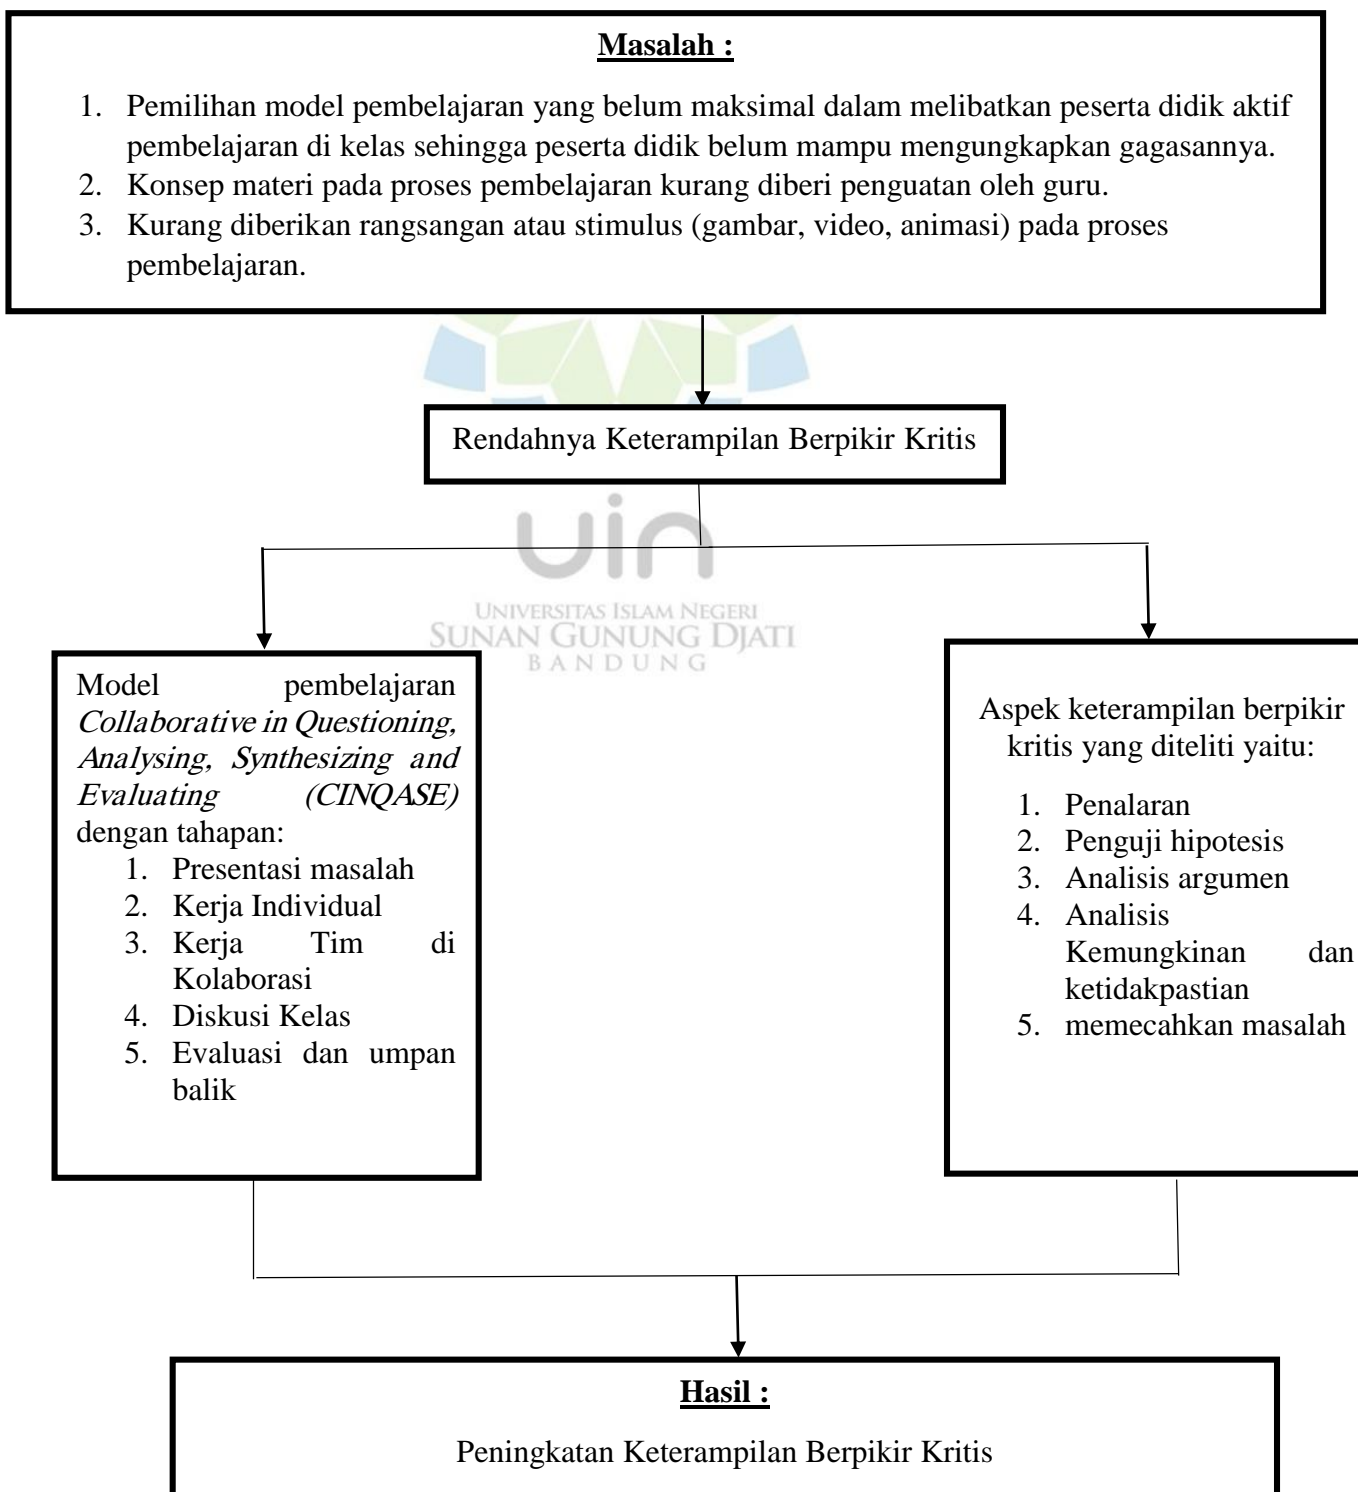 Masalah :
1. Pemilihan model pembelajaran yang belum maksimal dalam melibatkan peserta didik aktif
pembelajaran di kelas sehingga peserta didik belum mampu mengungkapkan gagasannya.
2. Konsep materi pada proses pembelajaran kurang diberi penguatan oleh guru.
3. Kurang diberikan rangsangan atau stimulus (gambar, video, animasi) pada proses
pembelajaran.
Rendahnya Keterampilan Berpikir Kritis
uin
UNIVERSITAS ISLAM NEGERI
SUNAN GUNUNG DJATI
BANDUNG
Model pembelajaran
Collaborative in Questioning,
Analysing, Synthesizing and
Evaluating (CINQASE)
dengan tahapan:
1. Presentasi masalah
2. Kerja Individual
3. Kerja Tim di
Kolaborasi
4. Diskusi Kelas
5. Evaluasi dan umpan
balik
Aspek keterampilan berpikir
kritis yang diteliti yaitu:
1. Penalaran
2. Penguji hipotesis
3. Analisis argumen
4. Analisis
Kemungkinan dan
ketidakpastian
5. memecahkan masalah
Hasil :
Peningkatan Keterampilan Berpikir Kritis